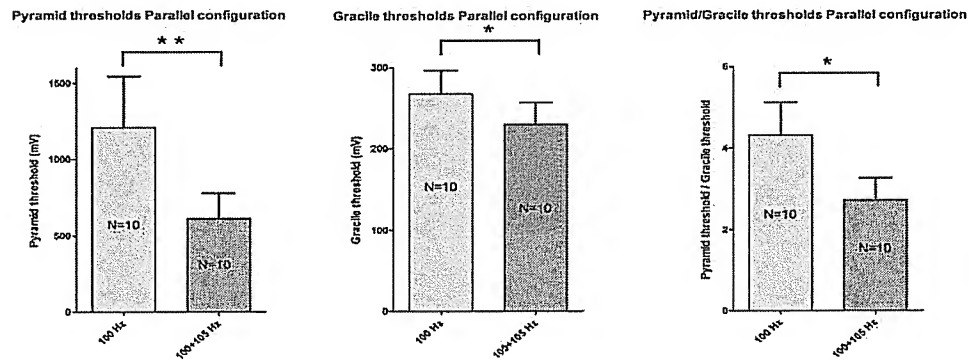 Pyramid thresholds Parallel configuration
**
Pyramid threshold (mV)
1500
1000
500
0
N=10
N=10
100 Hz
100+105 Hz
Gracile thresholds Parallel configuration
*
Gracile threshold (mV)
300
200
100
0
N=10
N=10
100 Hz
100+105 Hz
Pyramid/Gracile thresholds Parallel configuration
*
Pyramid threshold / Gracile threshold
6
4
2
0
N=10
N=10
100 Hz
100+105 Hz